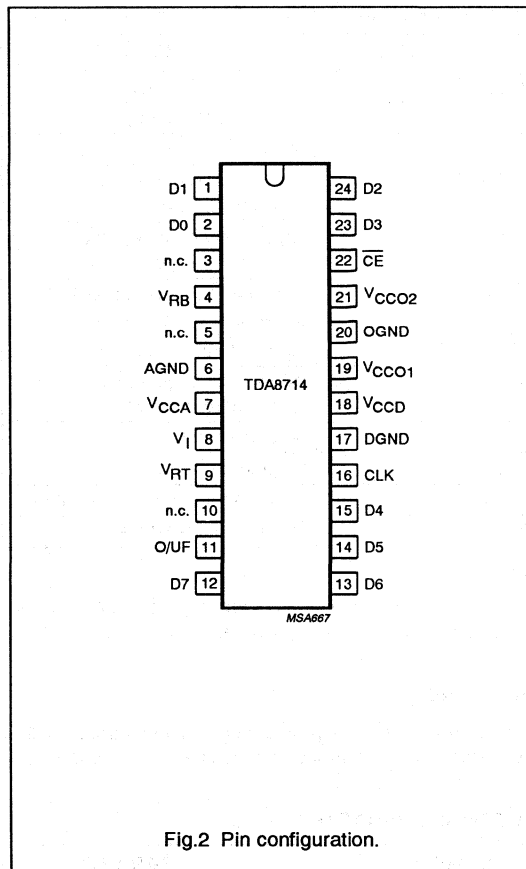 D1 1 24 D2
D0 2 23 D3
n.c. 3 22 C̅E̅
VRB 4 21 VCCO2
n.c. 5 20 OGND
AGND 6 19 VCCO1
TDA8714
VCCA 7 18 VCCD
VI 8 17 DGND
VRT 9 16 CLK
n.c. 10 15 D4
O/UF 11 14 D5
D7 12 13 D6
MSA667
Fig.2 Pin configuration.